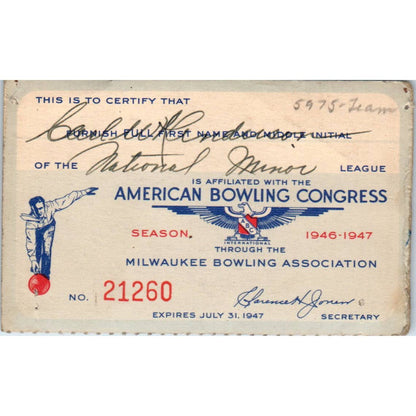 THIS IS TO CERTIFY THAT
5975-Team
FURNISH FULL FIRST NAME AND MIDDLE INITIAL
OF THE National Minor LEAGUE
IS AFFILIATED WITH THE
AMERICAN BOWLING CONGRESS
ABC
SEASON 1946-1947
INTERNATIONAL
THROUGH THE
MILWAUKEE BOWLING ASSOCIATION
NO. 21260
EXPIRES JULY 31, 1947 SECRETARY